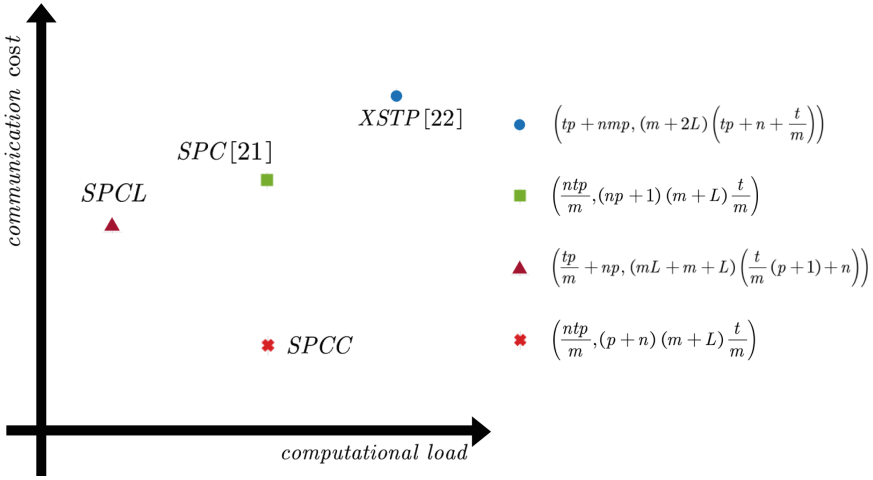 communication cost
XSTP [22]
SPC [21]
SPCL
SPCC
computational load
(tp + nmp, (m + 2L) (tp + n + t/m))
(ntp/m, (np + 1) (m + L) t/m)
(tp/m + np, (mL + m + L) (t/m (p + 1) + n))
(ntp/m, (p + n) (m + L) t/m)